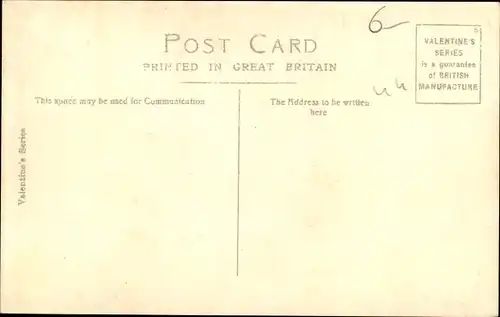 6
POST CARD
PRINTED IN GREAT BRITAIN
5
VALENTINE'S
SERIES
is a guarantee
of BRITISH
MANUFACTURE
This space may be used for Communication
The Address to be written
here
Valentine's Series